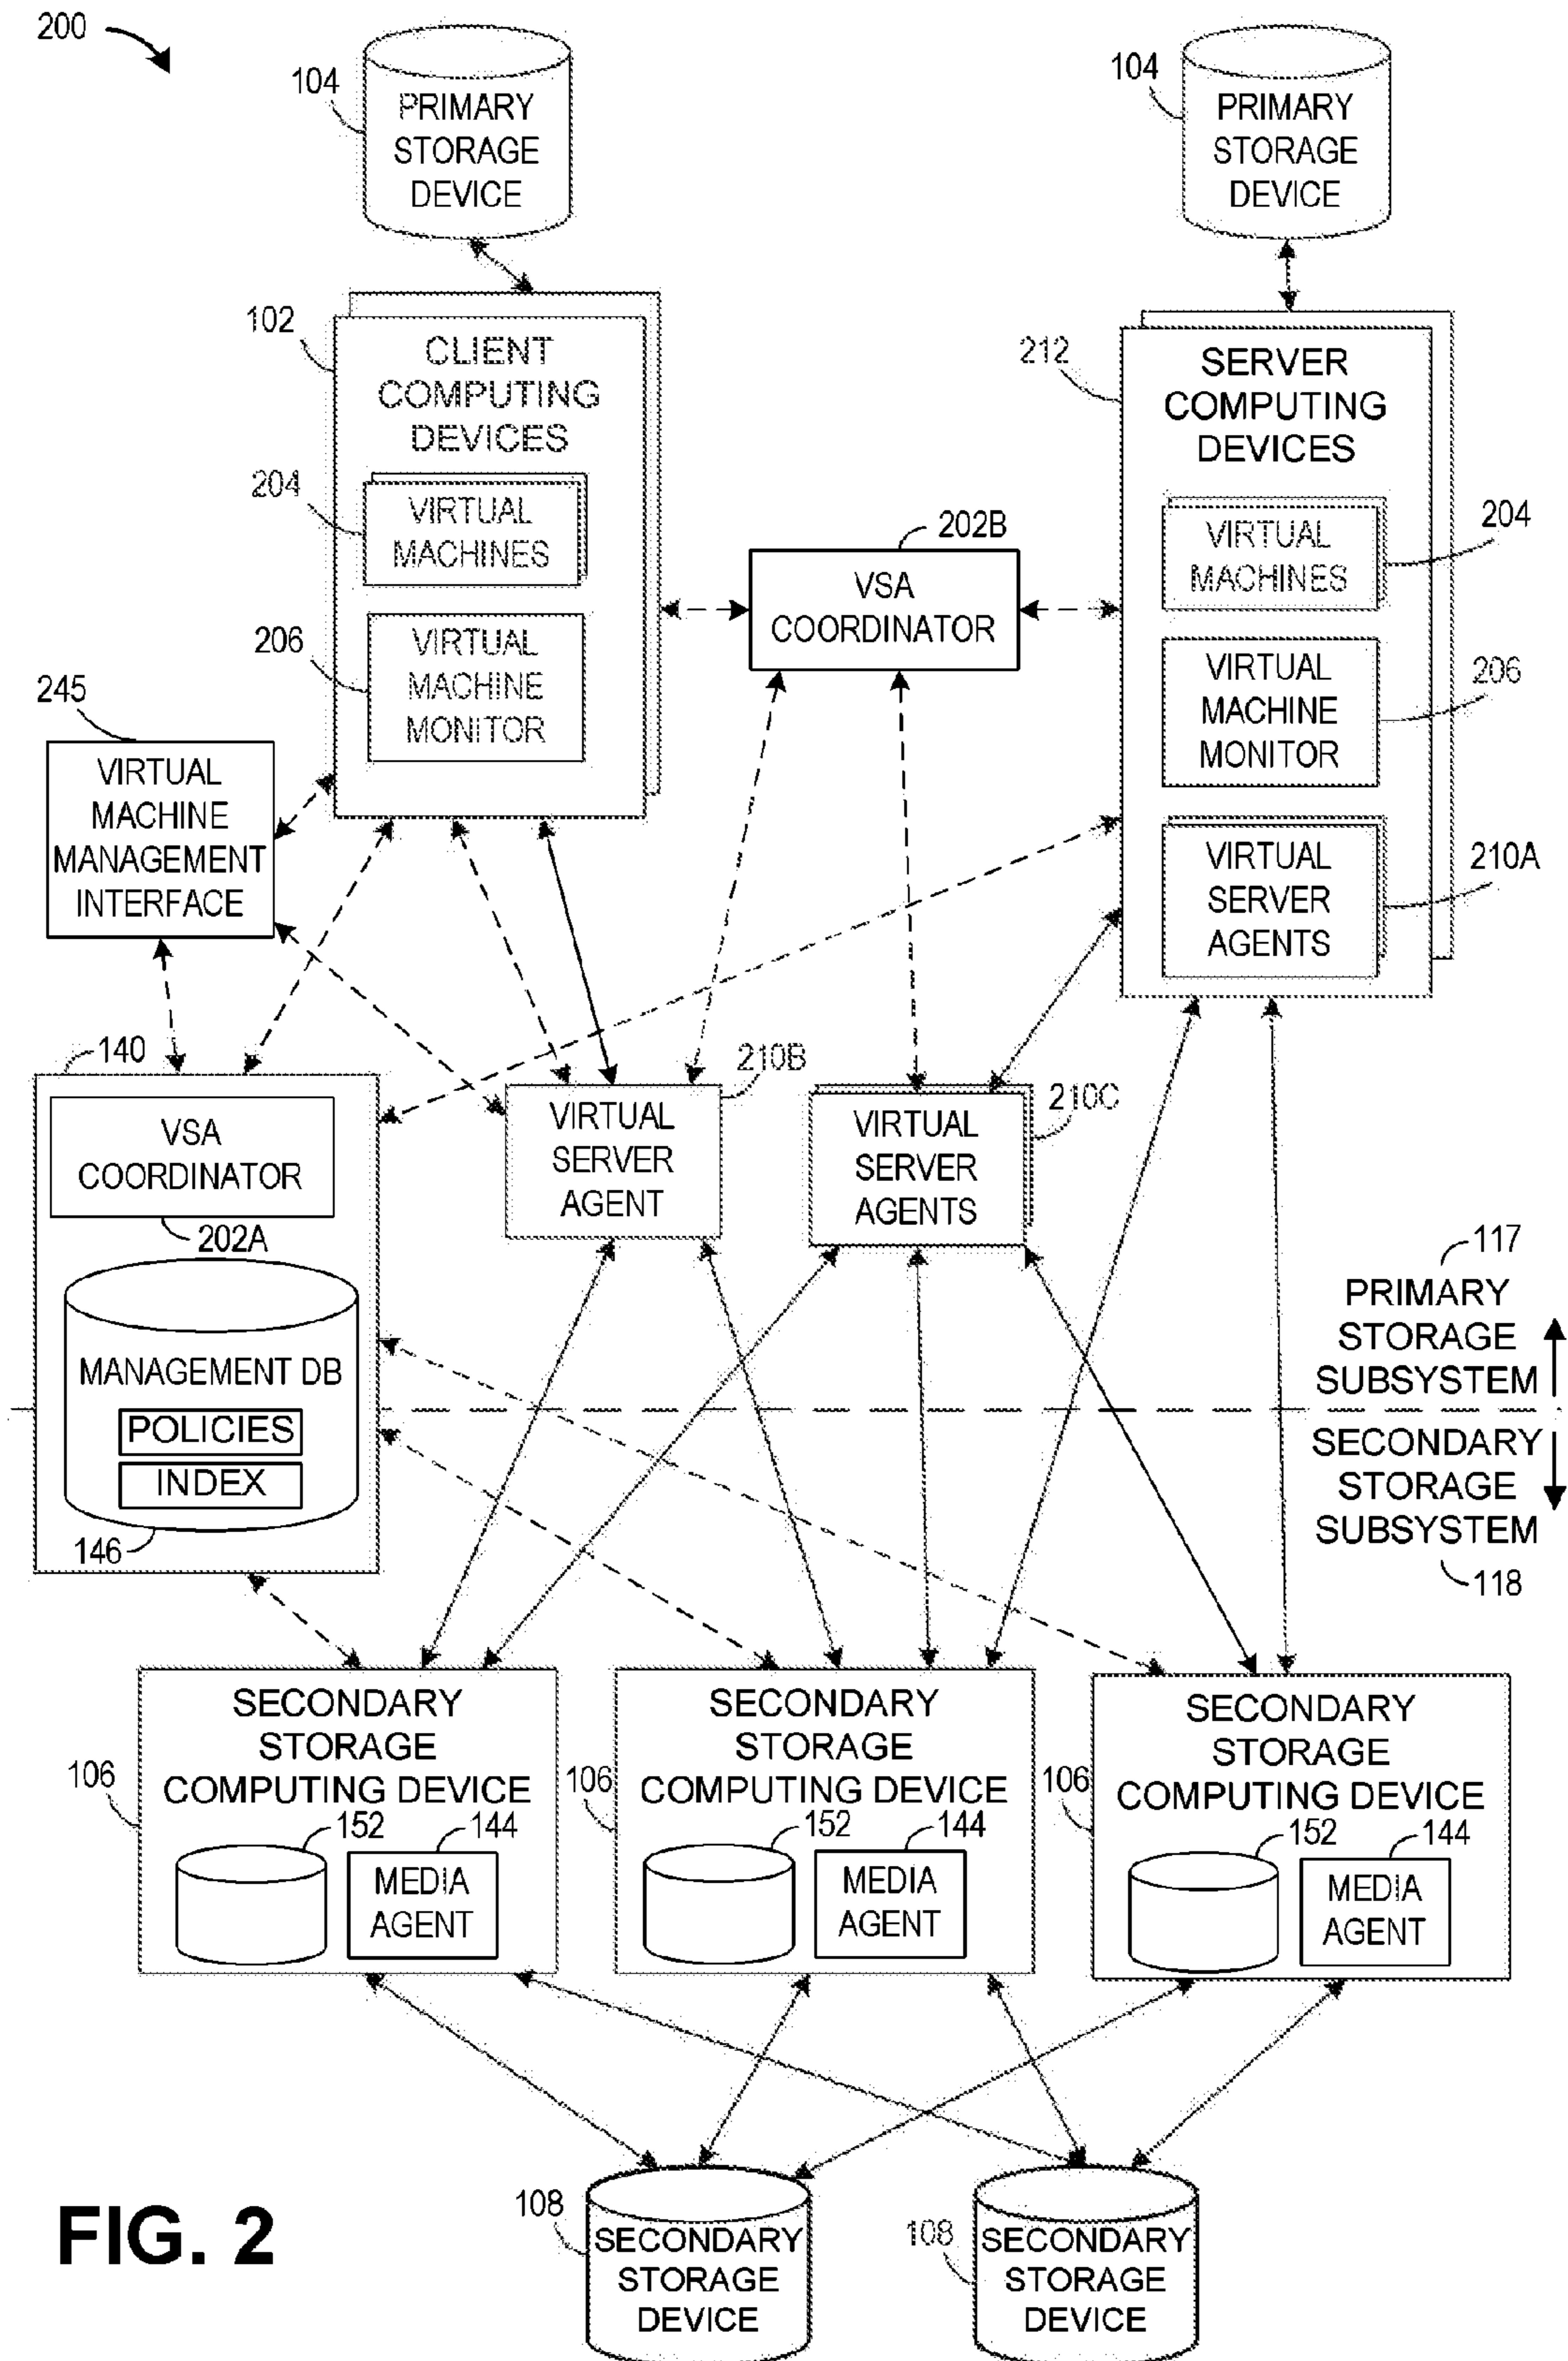 200
104
PRIMARY
STORAGE
DEVICE
104
PRIMARY
STORAGE
DEVICE
102
CLIENT
COMPUTING
DEVICES
204
VIRTUAL
MACHINES
206
VIRTUAL
MACHINE
MONITOR
202B
VSA
COORDINATOR
212
SERVER
COMPUTING
DEVICES
VIRTUAL
MACHINES
204
VIRTUAL
MACHINE
MONITOR
206
VIRTUAL
SERVER
AGENTS
210A
245
VIRTUAL
MACHINE
MANAGEMENT
INTERFACE
140
VSA
COORDINATOR
202A
MANAGEMENT DB
POLICIES
INDEX
146
210B
VIRTUAL
SERVER
AGENT
210C
VIRTUAL
SERVER
AGENTS
117
PRIMARY
STORAGE
SUBSYSTEM
SECONDARY
STORAGE
SUBSYSTEM
118
106
SECONDARY
STORAGE
COMPUTING DEVICE
152
144
MEDIA
AGENT
106
SECONDARY
STORAGE
COMPUTING DEVICE
152
144
MEDIA
AGENT
106
SECONDARY
STORAGE
COMPUTING DEVICE
152
144
MEDIA
AGENT
108
SECONDARY
STORAGE
DEVICE
108
SECONDARY
STORAGE
DEVICE
FIG. 2